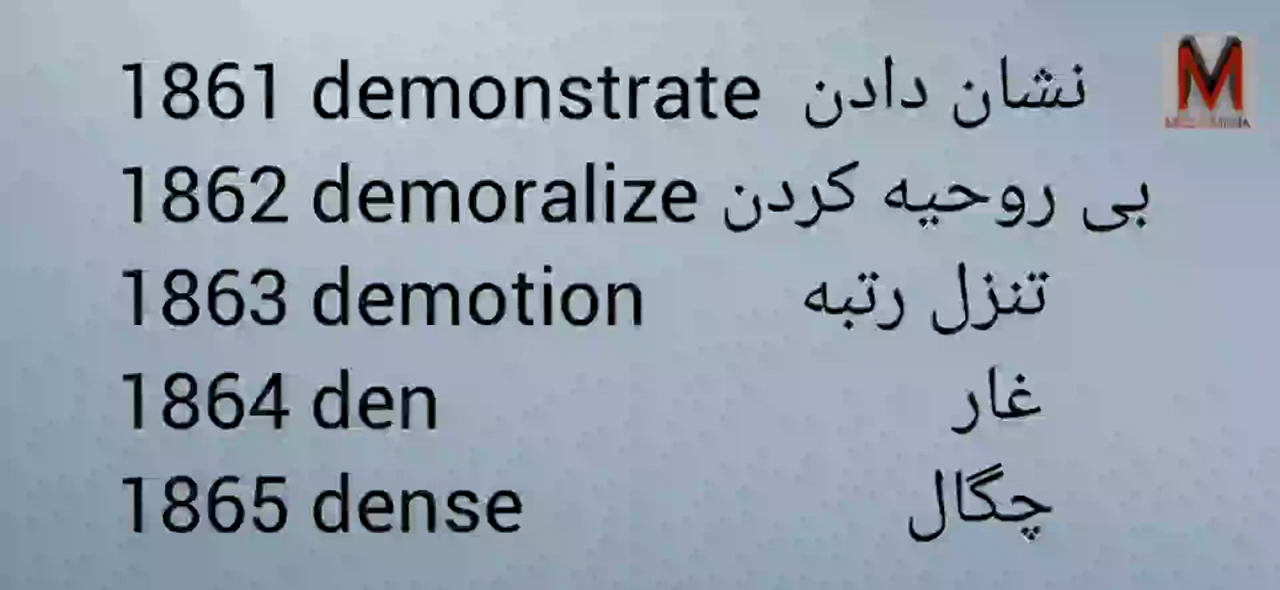 1861 demonstrate نشان دادن
1862 demoralize بی روحیه کردن
1863 demotion تنزل رتبه
1864 den غار
1865 dense چگال
M